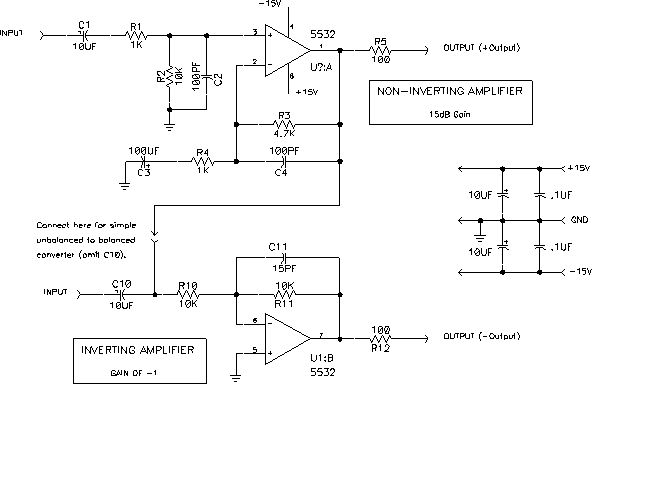 -15V
INPUT
C1
10UF
R1
1K
R2
10K
100PF
C2
3
2
4
8
1
5532
U?:A
+15V
R5
100
OUTPUT (+Output)
NON-INVERTING AMPLIFIER
15dB Gain
R3
4.7K
100UF
C3
R4
1K
100PF
C4
+15V
10UF
.1UF
GND
10UF
.1UF
-15V
Connect here for simple
unbalanced to balanced
converter (omit C10).
C11
15PF
INPUT
C10
10UF
R10
10K
10K
R11
6
5
7
U1:B
5532
100
R12
OUTPUT (-Output)
INVERTING AMPLIFIER
GAIN OF -1